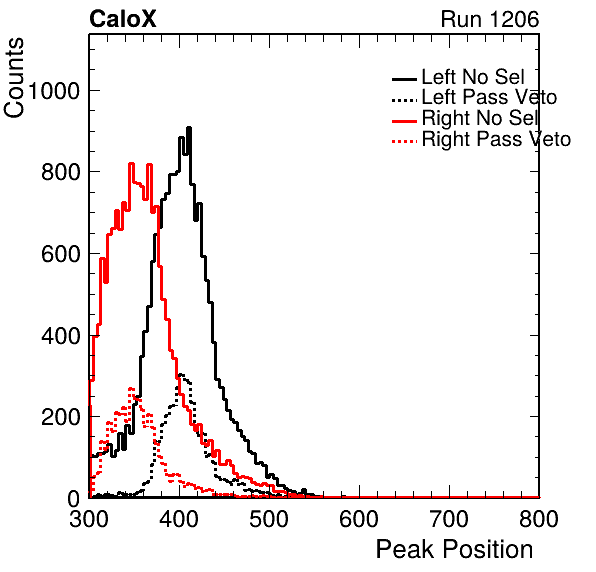 CaloX Run 1206
Counts
Left No Sel
Left Pass Veto
Right No Sel
Right Pass Veto
1000
800
600
400
200
0
300 400 500 600 700 800
Peak Position